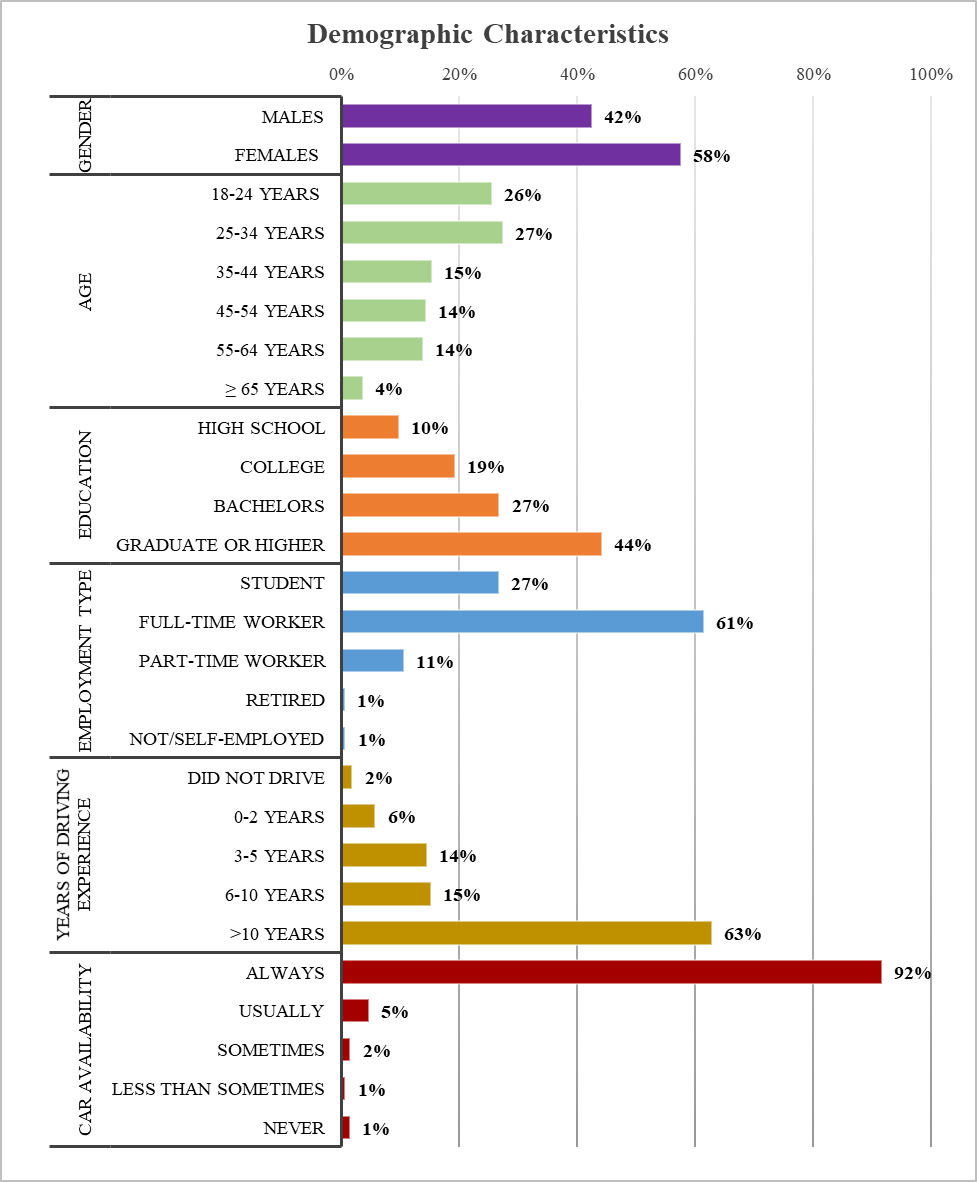 Demographic Characteristics
0% 20% 40% 60% 80% 100%
GENDER
MALES 42%
FEMALES 58%
AGE
18-24 YEARS 26%
25-34 YEARS 27%
35-44 YEARS 15%
45-54 YEARS 14%
55-64 YEARS 14%
≥ 65 YEARS 4%
EDUCATION
HIGH SCHOOL 10%
COLLEGE 19%
BACHELORS 27%
GRADUATE OR HIGHER 44%
EMPLOYMENT TYPE
STUDENT 27%
FULL-TIME WORKER 61%
PART-TIME WORKER 11%
RETIRED 1%
NOT/SELF-EMPLOYED 1%
YEARS OF DRIVING
EXPERIENCE
DID NOT DRIVE 2%
0-2 YEARS 6%
3-5 YEARS 14%
6-10 YEARS 15%
>10 YEARS 63%
CAR AVAILABILITY
ALWAYS 92%
USUALLY 5%
SOMETIMES 2%
LESS THAN SOMETIMES 1%
NEVER 1%